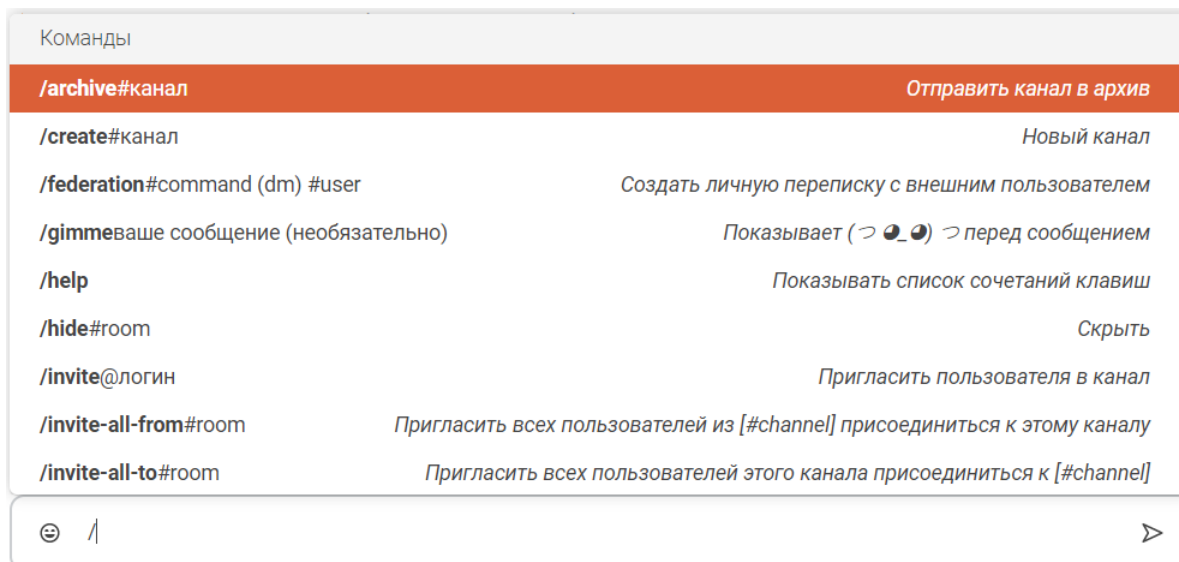 Команды
/archive#канал Отправить канал в архив
/create#канал Новый канал
/federation#command (dm) #user Создать личную переписку с внешним пользователем
/gimmeваше сообщение (необязательно) Показывает (つ ◕_◕) つ перед сообщением
/help Показывать список сочетаний клавиш
/hide#room Скрыть
/invite@логин Пригласить пользователя в канал
/invite-all-from#room Пригласить всех пользователей из [#channel] присоединиться к этому каналу
/invite-all-to#room Пригласить всех пользователей этого канала присоединиться к [#channel]
/